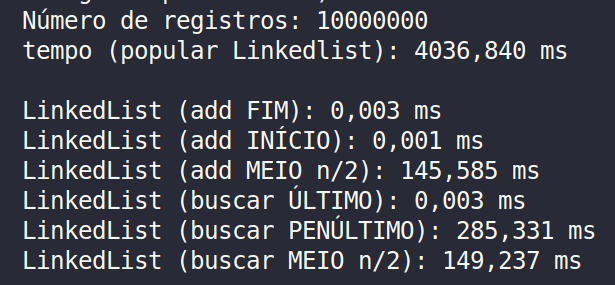 Número de registros: 10000000
tempo (popular Linkedlist): 4036,840 ms
LinkedList (add FIM): 0,003 ms
LinkedList (add INÍCIO): 0,001 ms
LinkedList (add MEIO n/2): 145,585 ms
LinkedList (buscar ÚLTIMO): 0,003 ms
LinkedList (buscar PENÚLTIMO): 285,331 ms
LinkedList (buscar MEIO n/2): 149,237 ms